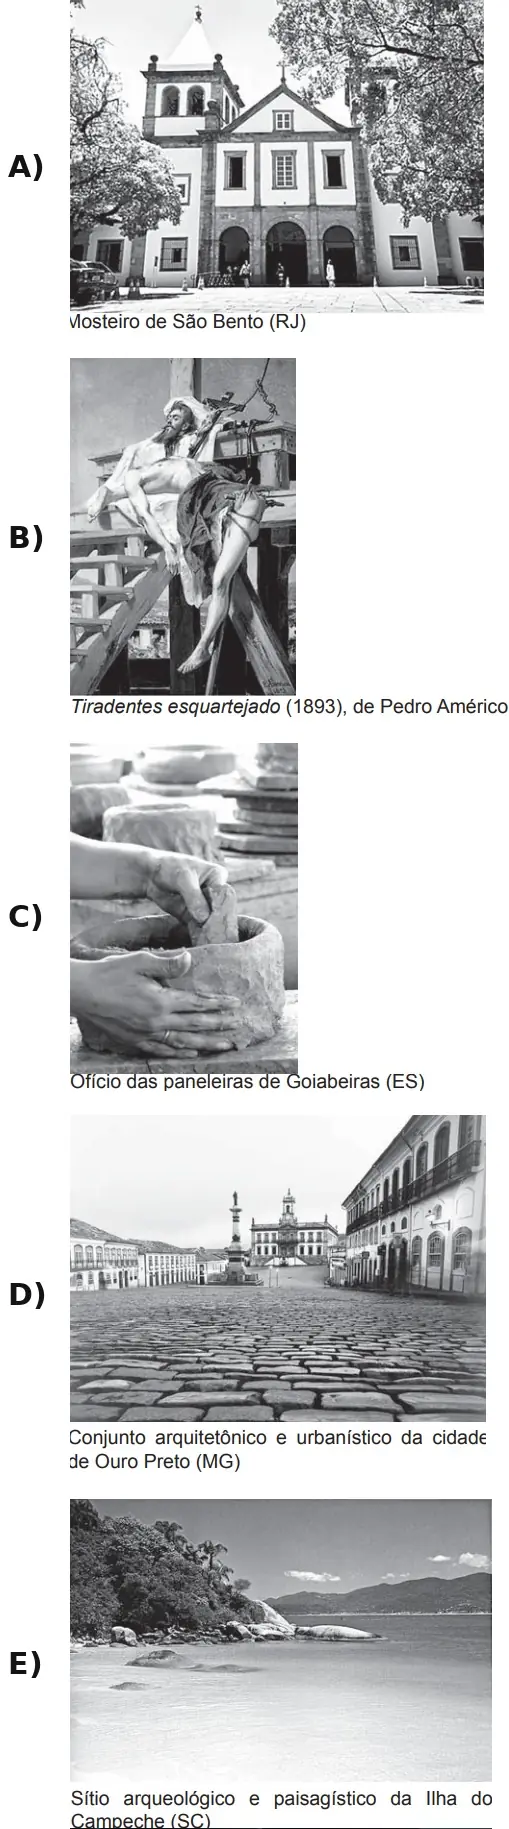 A)
Mosteiro de São Bento (RJ)
B)
Tiradentes esquartejado (1893), de Pedro Américo
C)
Ofício das paneleiras de Goiabeiras (ES)
D)
Conjunto arquitetônico e urbanístico da cidade
de Ouro Preto (MG)
E)
Sítio arqueológico e paisagístico da Ilha do
Campeche (SC)